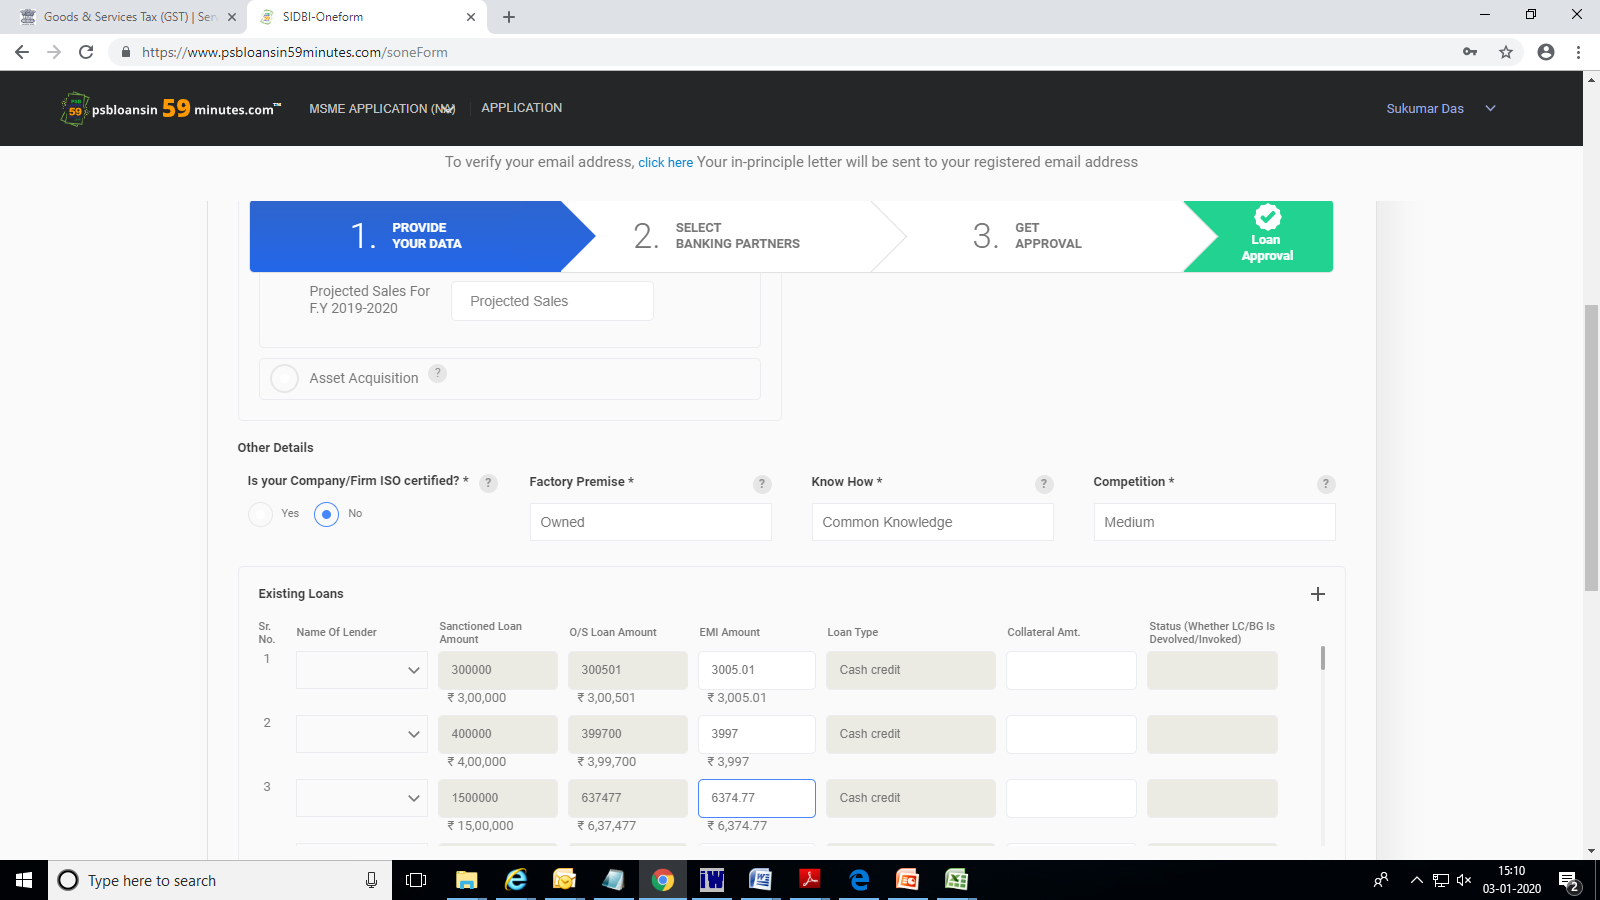 Goods & Services Tax (GST) | Ser
SIDBI-Oneform
https://www.psbloansin59minutes.com/soneForm
PSB 59 psbloansin 59 minutes.com™
MSME APPLICATION (N
APPLICATION
Sukumar Das
To verify your email address, click here Your in-principle letter will be sent to your registered email address
1. PROVIDE YOUR DATA
2. SELECT BANKING PARTNERS
3. GET APPROVAL
Loan Approval
Projected Sales For
F.Y 2019-2020
Projected Sales
Asset Acquisition ?
Other Details
Is your Company/Firm ISO certified? * ?
Factory Premise * ?
Know How * ?
Competition * ?
Yes No
Owned
Common Knowledge
Medium
Existing Loans +
Sr. No. Name Of Lender Sanctioned Loan Amount O/S Loan Amount EMI Amount Loan Type Collateral Amt. Status (Whether LC/BG Is Devolved/Invoked)
1 300000 300501 3005.01 Cash credit
₹ 3,00,000 ₹ 3,00,501 ₹ 3,005.01
2 400000 399700 3997 Cash credit
₹ 4,00,000 ₹ 3,99,700 ₹ 3,997
3 1500000 637477 6374.77 Cash credit
₹ 15,00,000 ₹ 6,37,477 ₹ 6,374.77
Type here to search
15:10
03-01-2020
2